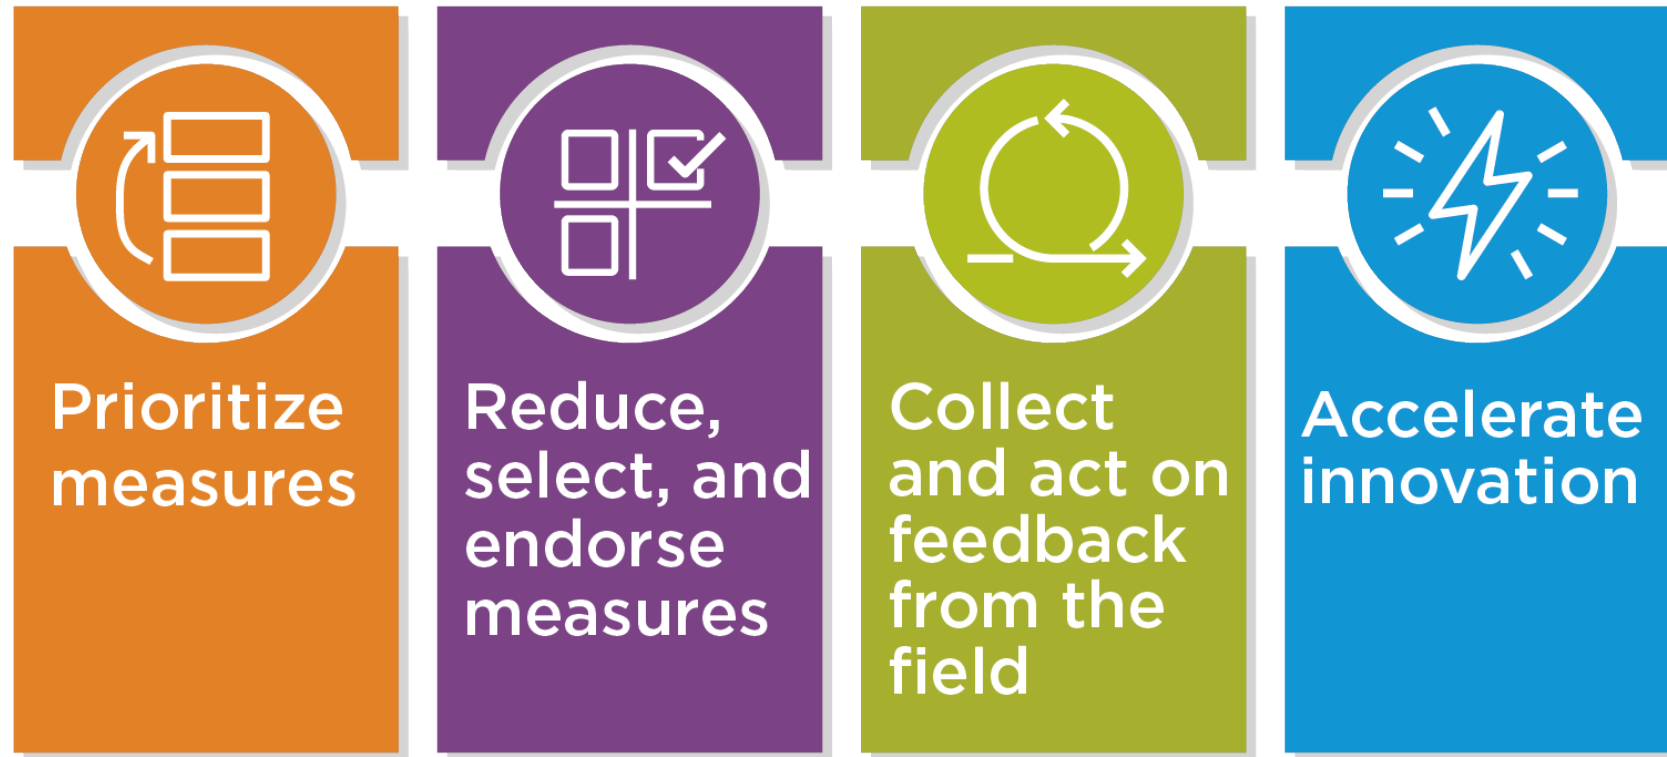 Prioritize
measures
Reduce,
select, and
endorse
measures
Collect
and act on
feedback
from the
field
Accelerate
innovation